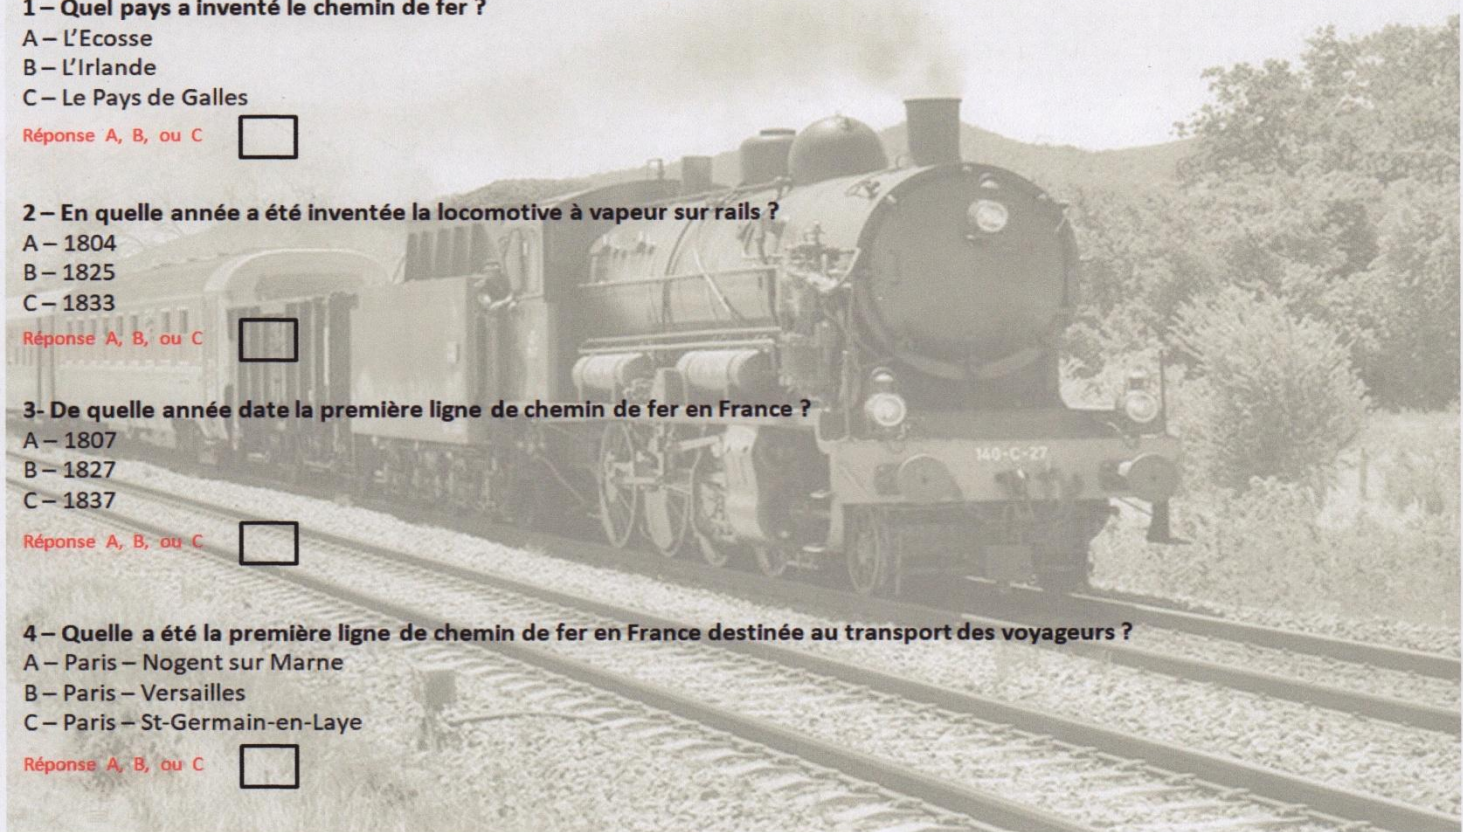 1 – Quel pays a inventé le chemin de fer ?
A – L'Ecosse
B – L'Irlande
C – Le Pays de Galles
Réponse A, B, ou C
2 – En quelle année a été inventée la locomotive à vapeur sur rails ?
A – 1804
B – 1825
C – 1833
Réponse A, B, ou C
3- De quelle année date la première ligne de chemin de fer en France ?
A – 1807
B – 1827
C – 1837
Réponse A, B, ou C
140-C-27
4 – Quelle a été la première ligne de chemin de fer en France destinée au transport des voyageurs ?
A – Paris – Nogent sur Marne
B – Paris – Versailles
C – Paris – St-Germain-en-Laye
Réponse A, B, ou C